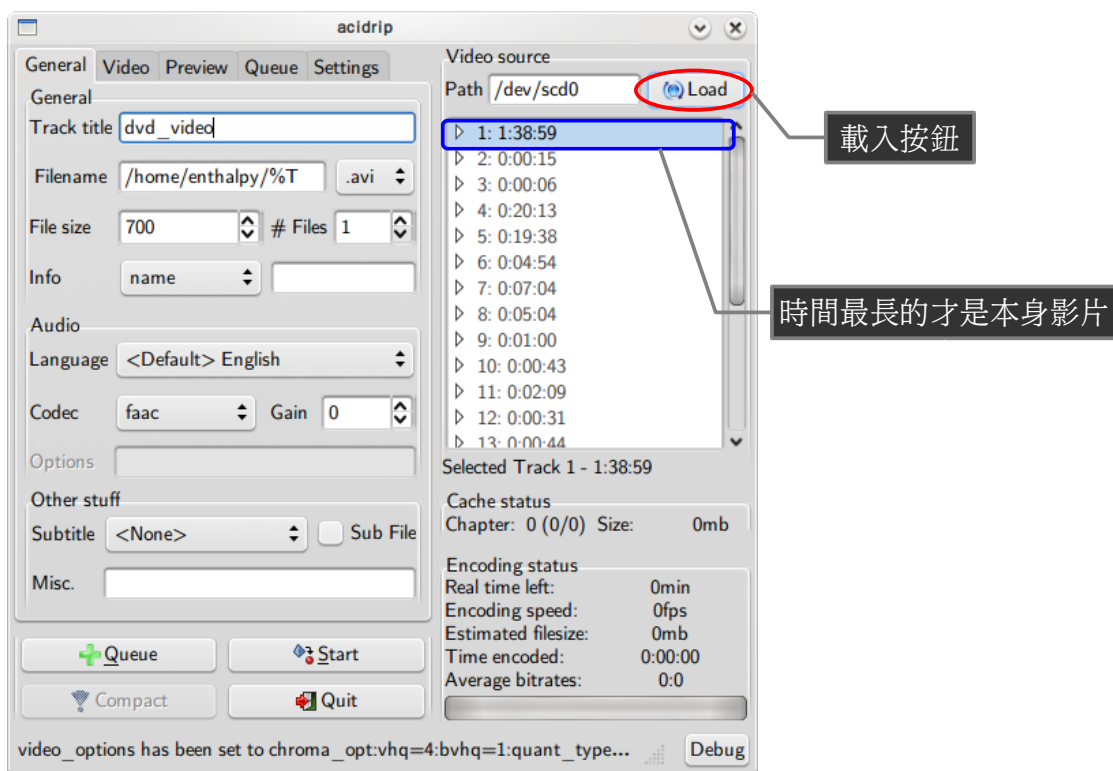 acidrip
General Video Preview Queue Settings
General
Track title dvd_video
Filename /home/enthalpy/%T .avi
File size 700 # Files 1
Info name
Audio
Language <Default> English
Codec faac Gain 0
Options
Other stuff
Subtitle <None> Sub File
Misc.
Queue Start
Compact Quit
Video source
Path /dev/scd0 Load
1: 1:38:59
2: 0:00:15
3: 0:00:06
4: 0:20:13
5: 0:19:38
6: 0:04:54
7: 0:07:04
8: 0:05:04
9: 0:01:00
10: 0:00:43
11: 0:02:09
12: 0:00:31
13: 0:00:44
Selected Track 1 - 1:38:59
Cache status
Chapter: 0 (0/0) Size: 0mb
Encoding status
Real time left: 0min
Encoding speed: 0fps
Estimated filesize: 0mb
Time encoded: 0:00:00
Average bitrates: 0:0
video_options has been set to chroma_opt:vhq=4:bvhq=1:quant_type... Debug
載入按鈕
時間最長的才是本身影片